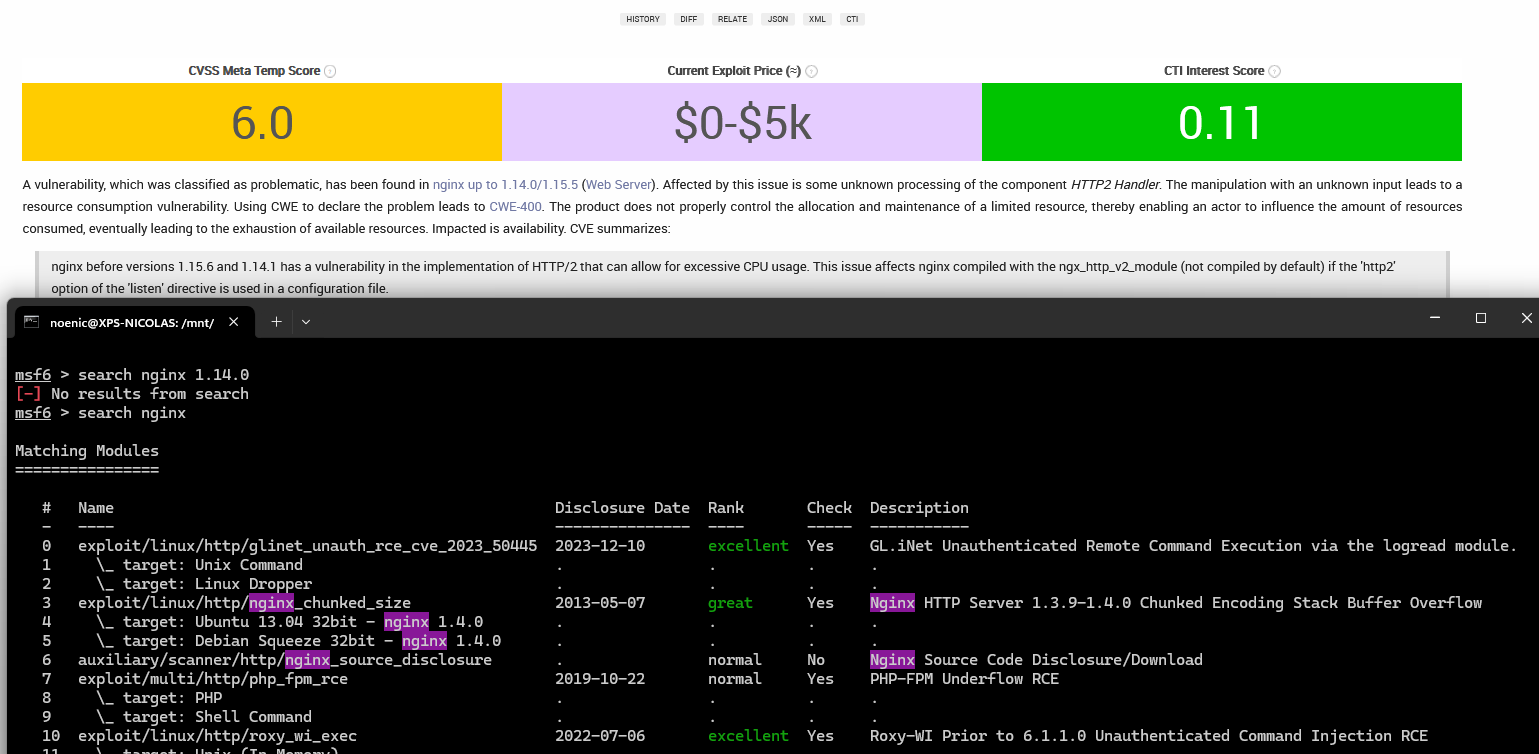 HISTORY DIFF RELATE JSON XML CTI
CVSS Meta Temp Score ? Current Exploit Price (≈) ? CTI Interest Score ?
6.0 $0-$5k 0.11
A vulnerability, which was classified as problematic, has been found in nginx up to 1.14.0/1.15.5 (Web Server). Affected by this issue is some unknown processing of the component HTTP2 Handler. The manipulation with an unknown input leads to a
resource consumption vulnerability. Using CWE to declare the problem leads to CWE-400. The product does not properly control the allocation and maintenance of a limited resource, thereby enabling an actor to influence the amount of resources
consumed, eventually leading to the exhaustion of available resources. Impacted is availability. CVE summarizes:
nginx before versions 1.15.6 and 1.14.1 has a vulnerability in the implementation of HTTP/2 that can allow for excessive CPU usage. This issue affects nginx compiled with the ngx_http_v2_module (not compiled by default) if the 'http2'
option of the 'listen' directive is used in a configuration file.
noenic@XPS-NICOLAS: /mnt/
msf6 > search nginx 1.14.0
[-] No results from search
msf6 > search nginx
Matching Modules
================
# Name Disclosure Date Rank Check Description
- ---- --------------- ---- ----- -----------
0 exploit/linux/http/glinet_unauth_rce_cve_2023_50445 2023-12-10 excellent Yes GL.iNet Unauthenticated Remote Command Execution via the logread module.
1 \_ target: Unix Command . . . .
2 \_ target: Linux Dropper . . . .
3 exploit/linux/http/nginx_chunked_size 2013-05-07 great Yes Nginx HTTP Server 1.3.9-1.4.0 Chunked Encoding Stack Buffer Overflow
4 \_ target: Ubuntu 13.04 32bit - nginx 1.4.0 . . . .
5 \_ target: Debian Squeeze 32bit - nginx 1.4.0 . . . .
6 auxiliary/scanner/http/nginx_source_disclosure . normal No Nginx Source Code Disclosure/Download
7 exploit/multi/http/php_fpm_rce 2019-10-22 normal Yes PHP-FPM Underflow RCE
8 \_ target: PHP . . . .
9 \_ target: Shell Command . . . .
10 exploit/linux/http/roxy_wi_exec 2022-07-06 excellent Yes Roxy-WI Prior to 6.1.1.0 Unauthenticated Command Injection RCE
11 \_ target: Unix (In-Memory)